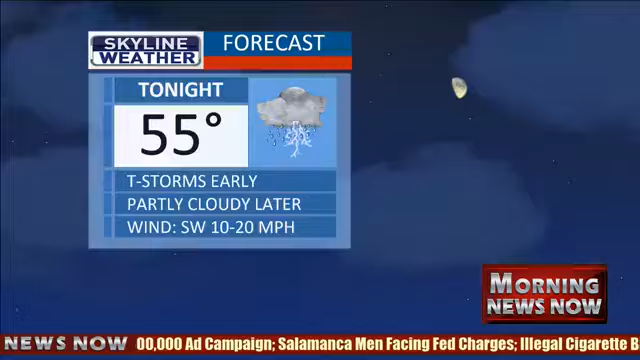 SKYLINE
WEATHER
FORECAST
TONIGHT
55°
T-STORMS EARLY
PARTLY CLOUDY LATER
WIND: SW 10-20 MPH
MORNING
NEWS NOW
NEWS NOW 00,000 Ad Campaign; Salamanca Men Facing Fed Charges; Illegal Cigarette B